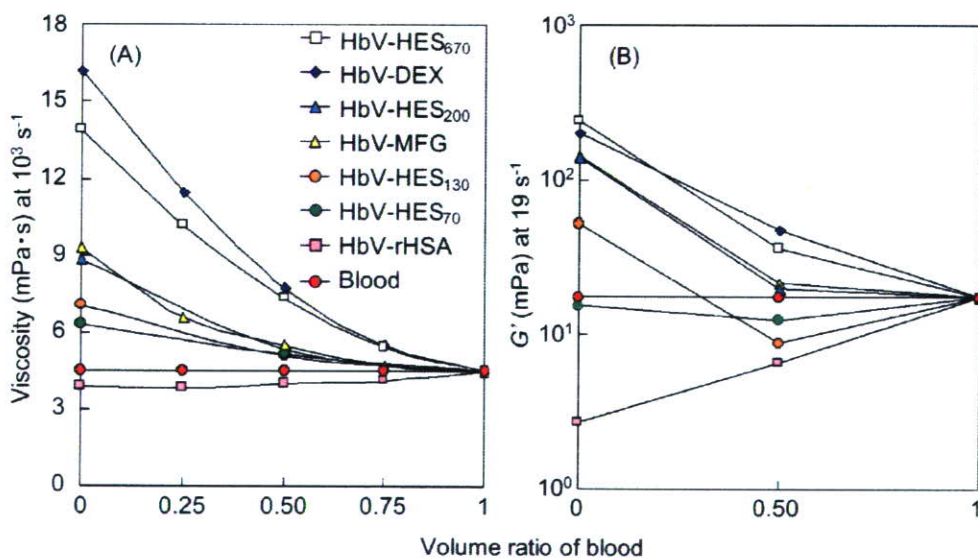 18
15
12
9
6
3
0
Viscosity (mPa·s) at 10³ s⁻¹
(A)
HbV-HES₆₇₀
HbV-DEX
HbV-HES₂₀₀
HbV-MFG
HbV-HES₁₃₀
HbV-HES₇₀
HbV-rHSA
Blood
0 0.25 0.50 0.75 1
10³
10²
10¹
10⁰
G' (mPa) at 19 s⁻¹
(B)
0 0.50 1
Volume ratio of blood